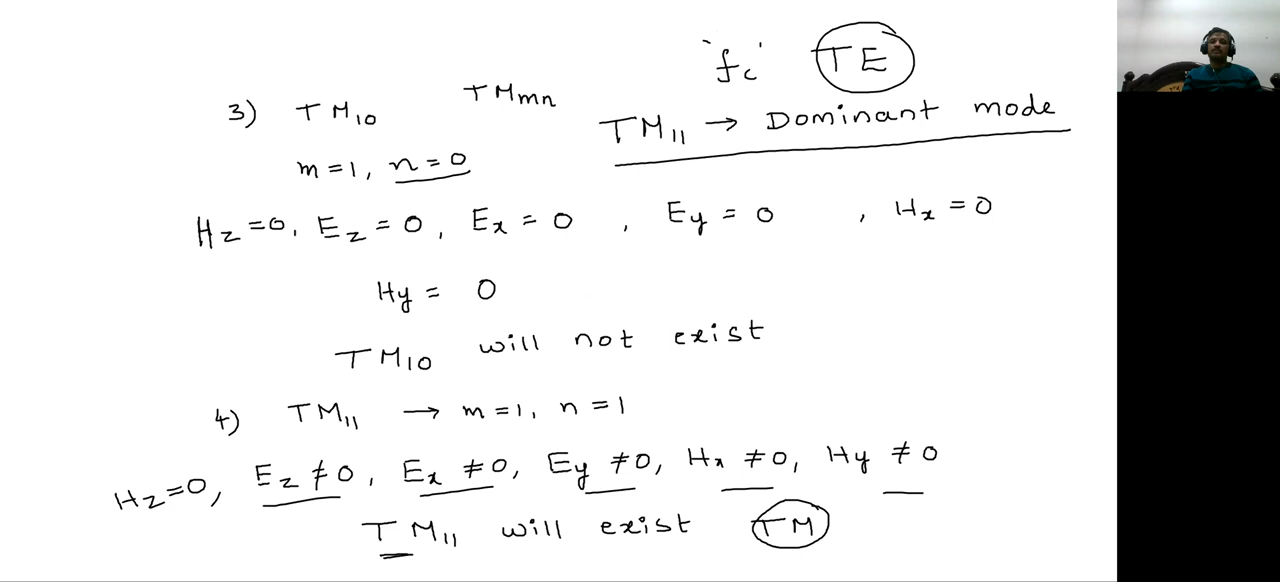 'fc' TE
3) TM10 TMmn TM11 → Dominant mode
m=1, n=0
Hz=0, Ez=0, Ex=0, Ey=0, Hx=0
Hy=0
TM10 will not exist
4) TM11 → m=1, n=1
Hz=0, Ez≠0, Ex≠0, Ey≠0, Hx≠0, Hy≠0
TM11 will exist TM